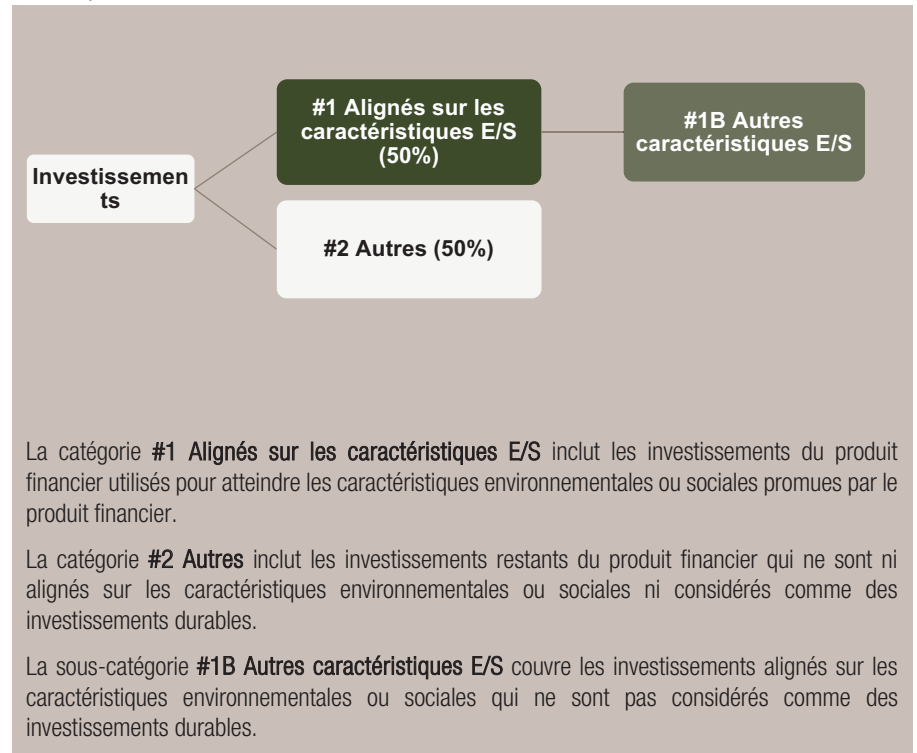 #1 Alignés sur les
caractéristiques E/S
(50%)
#1B Autres
caractéristiques E/S
Investissemen
ts
#2 Autres (50%)
La catégorie #1 Alignés sur les caractéristiques E/S inclut les investissements du produit
financier utilisés pour atteindre les caractéristiques environnementales ou sociales promues par le
produit financier.
La catégorie #2 Autres inclut les investissements restants du produit financier qui ne sont ni
alignés sur les caractéristiques environnementales ou sociales ni considérés comme des
investissements durables.
La sous-catégorie #1B Autres caractéristiques E/S couvre les investissements alignés sur les
caractéristiques environnementales ou sociales qui ne sont pas considérés comme des
investissements durables.